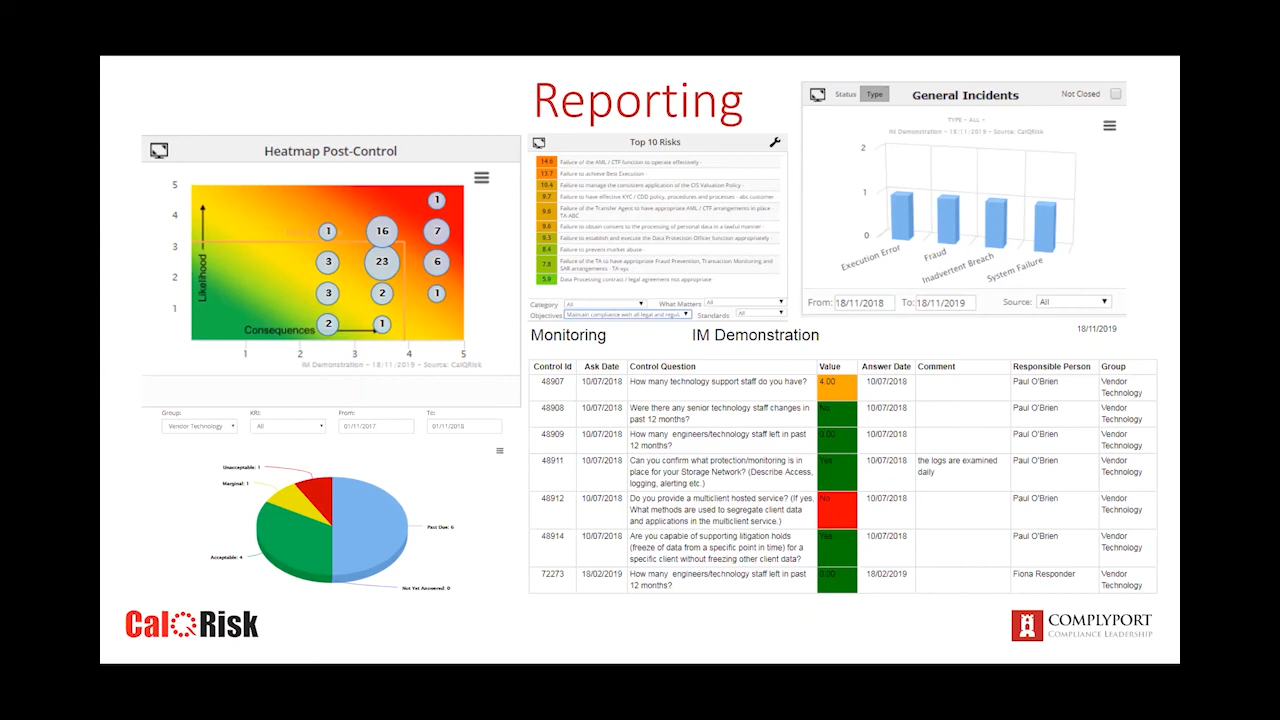 Reporting
Heatmap Post-Control
5
4
3
2
1
Likelihood
Consequences
1
1
16
7
3
23
6
3
2
1
2
1
1
2
3
4
5
IM Demonstration ~ 18/11/2019 ~ Source: CalQRisk
Group:
KRI:
From:
To:
Vendor Technology
All
01/11/2017
01/11/2018
Unacceptable: 1
Marginal: 1
Acceptable: 4
Past Due: 6
Not Yet Answered: 0
Top 10 Risks
14.6 Failure of the AML / CTF function to operate effectively -
13.7 Failure to achieve Best Execution -
10.4 Failure to manage the consistent application of the CIS Valuation Policy -
9.7 Failure to have effective KYC / CDD policy, procedures and processes - abc customer
9.6 Failure of the Transfer Agent to have appropriate AML / CTF arrangements in place -
TA-ABC
9.6 Failure to obtain consent to the processing of personal data in a lawful manner -
9.3 Failure to establish and execute the Data Protection Officer function appropriately -
8.4 Failure to prevent market abuse -
7.8 Failure of the TA to have appropriate Fraud Prevention, Transaction Monitoring and
SAR arrangements - TA-xyz
5.9 Data Processing contract / legal agreement not appropriate
Category All What Matters All
Objectives Maintain compliance with all legal and regul Standards All
Status Type General Incidents Not Closed
TYPE - ALL -
IM Demonstration ~ 18/11/2019 ~ Source: CalQRisk
2
1
0
Execution Error
Fraud
Inadvertent Breach
System Failure
From: 18/11/2018 To: 18/11/2019 Source: All
18/11/2019
Monitoring IM Demonstration
Control Id Ask Date Control Question Value Answer Date Comment Responsible Person Group
48907 10/07/2018 How many technology support staff do you have? 4.00 10/07/2018 Paul O'Brien Vendor
Technology
48908 10/07/2018 Were there any senior technology staff changes in No 10/07/2018 Paul O'Brien Vendor
past 12 months? Technology
48909 10/07/2018 How many engineers/technology staff left in past 0.00 10/07/2018 Paul O'Brien Vendor
12 months? Technology
48911 10/07/2018 Can you confirm what protection/monitoring is in Yes 10/07/2018 the logs are examined Paul O'Brien Vendor
place for your Storage Network? (Describe Access, daily Technology
logging, alerting etc.)
48912 10/07/2018 Do you provide a multiclient hosted service? (If yes, No 10/07/2018 Paul O'Brien Vendor
What methods are used to segregate client data Technology
and applications in the multiclient service.)
48914 10/07/2018 Are you capable of supporting litigation holds Yes 10/07/2018 Paul O'Brien Vendor
(freeze of data from a specific point in time) for a Technology
specific client without freezing other client data?
72273 18/02/2019 How many engineers/technology staff left in past 0.00 18/02/2019 Fiona Responder Vendor
12 months? Technology
CalQRisk
COMPLYPORT
COMPLIANCE LEADERSHIP